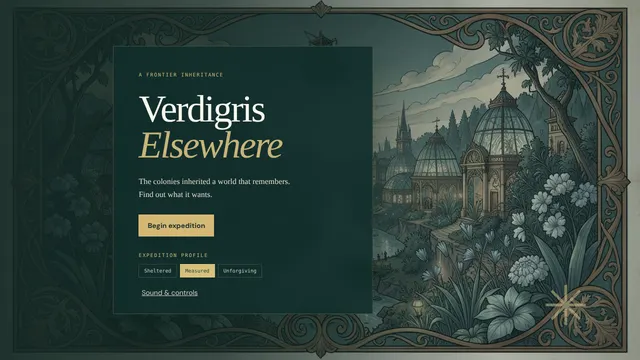 A FRONTIER INHERITANCE
Verdigris
Elsewhere
The colonies inherited a world that remembers.
Find out what it wants.
Begin expedition
EXPEDITION PROFILE
Sheltered Measured Unforgiving
Sound & controls